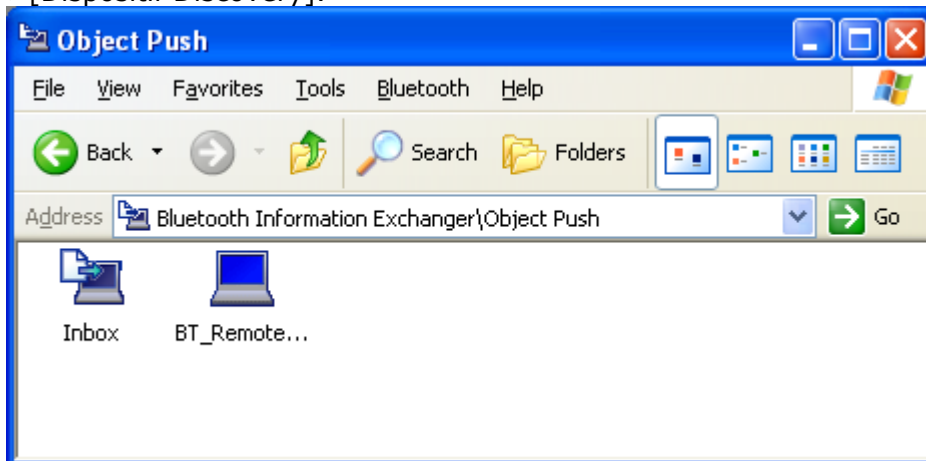 Object Push
File View Favorites Tools Bluetooth Help
Back Search Folders
Address Bluetooth Information Exchanger\Object Push Go
Inbox BT_Remote...